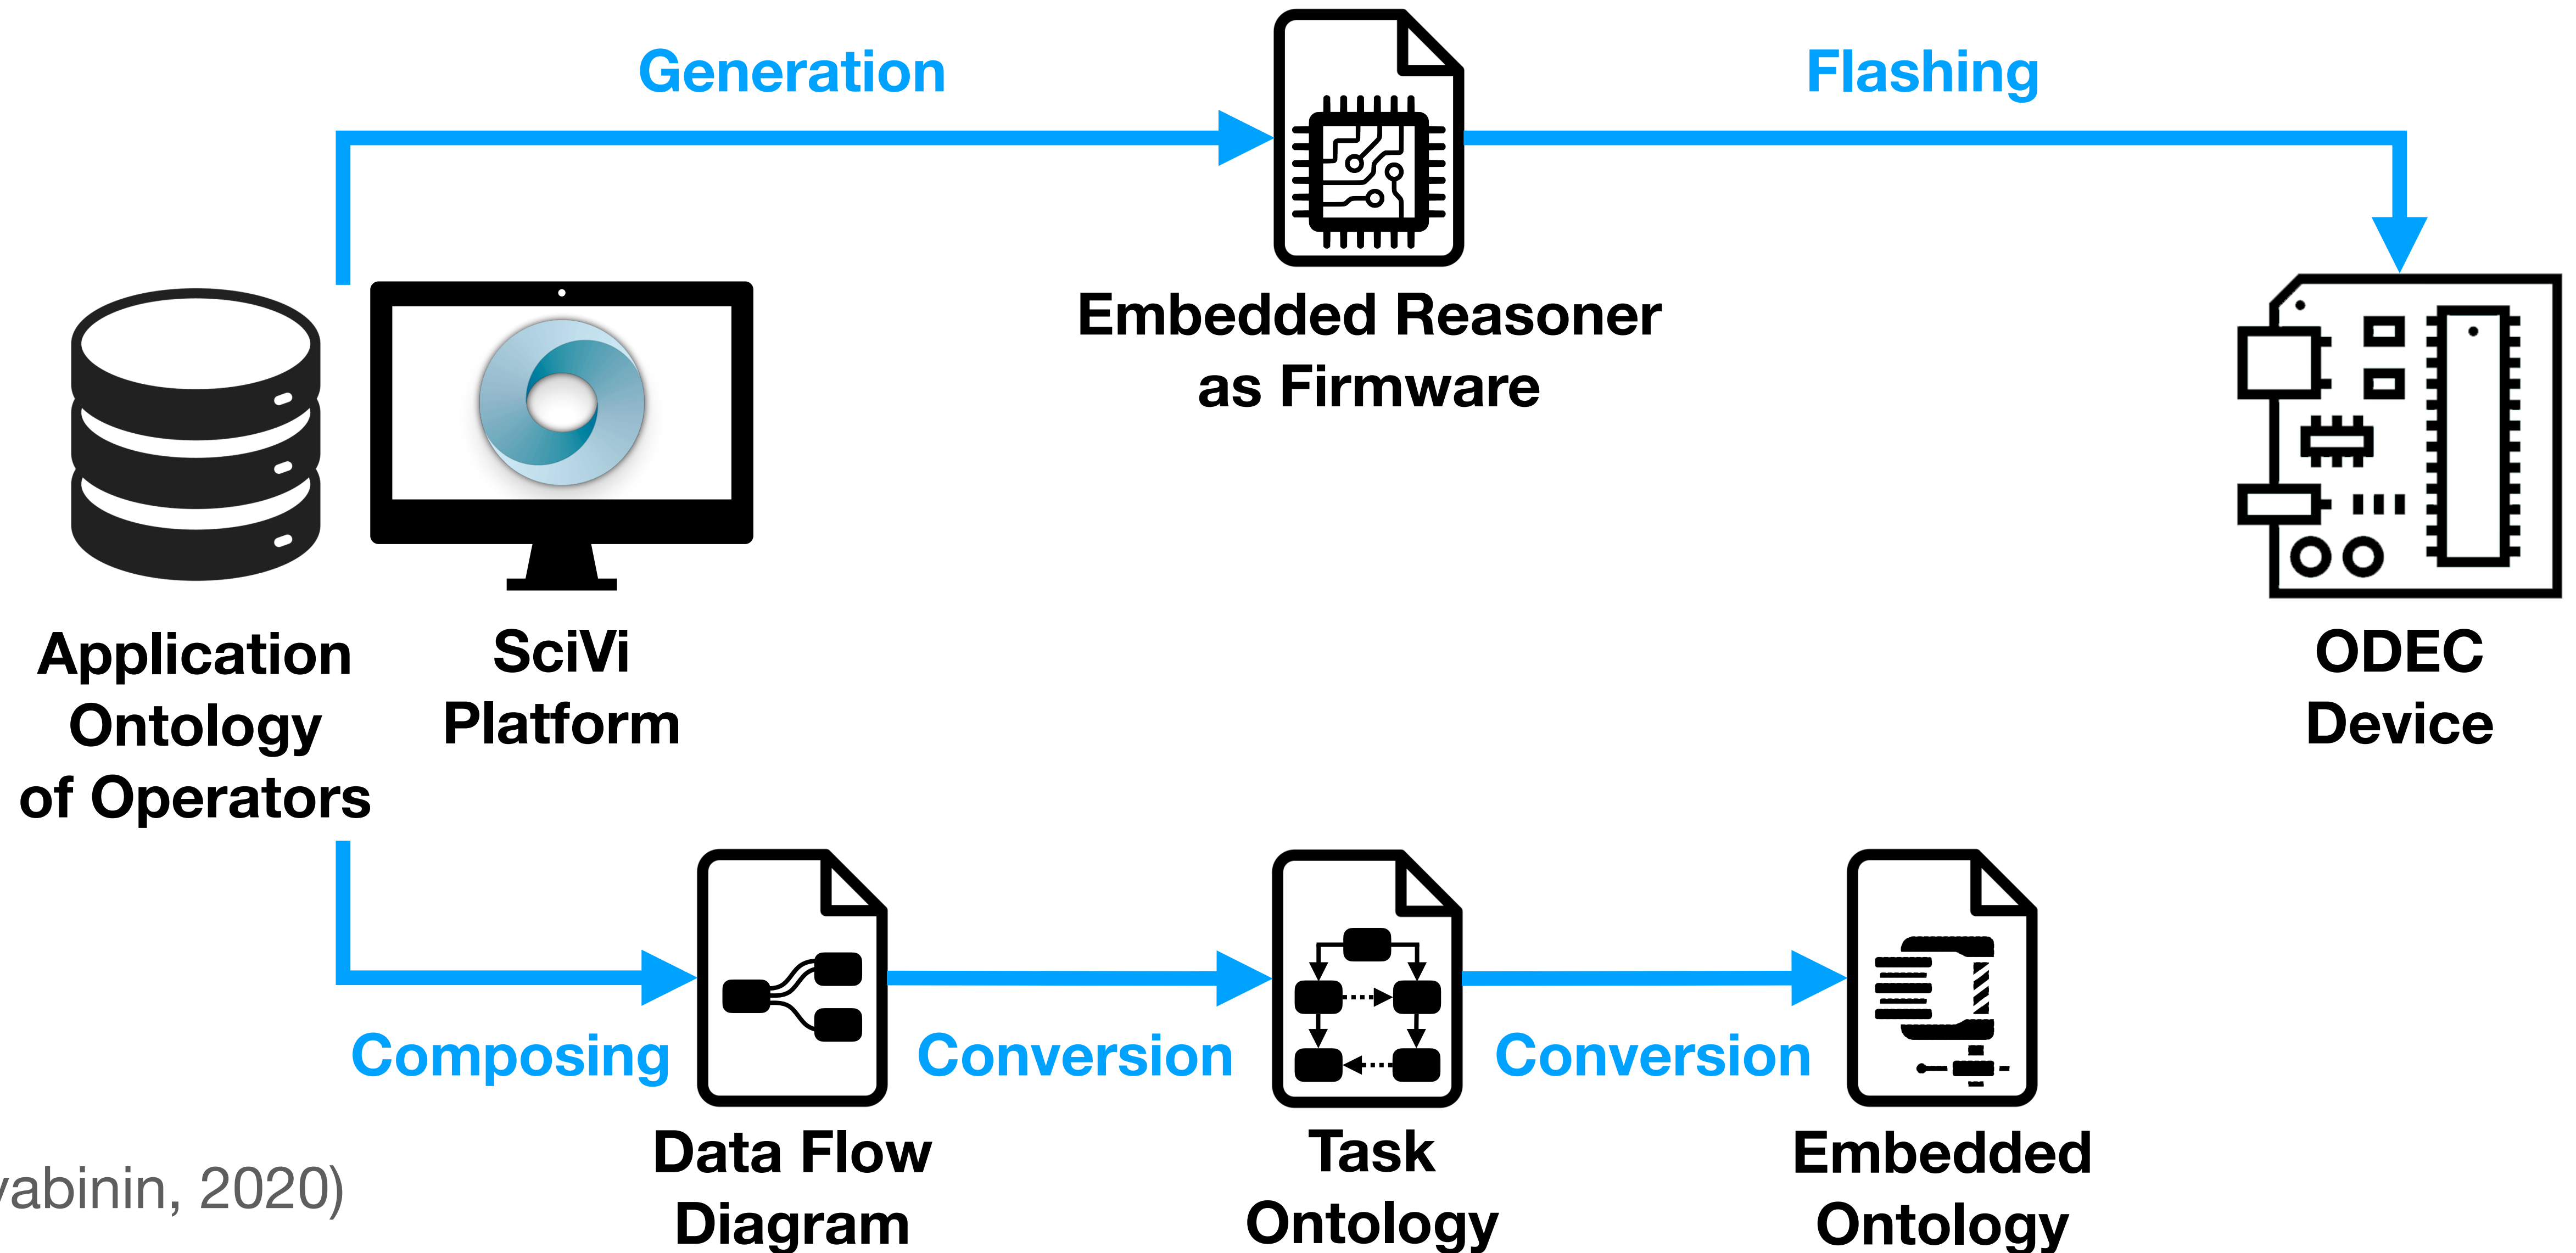 Generation
Flashing
Embedded Reasoner
as Firmware
Application
Ontology
of Operators
SciVi
Platform
ODEC
Device
Composing
Conversion
Conversion
Data Flow
Diagram
Task
Ontology
Embedded
Ontology
2020)